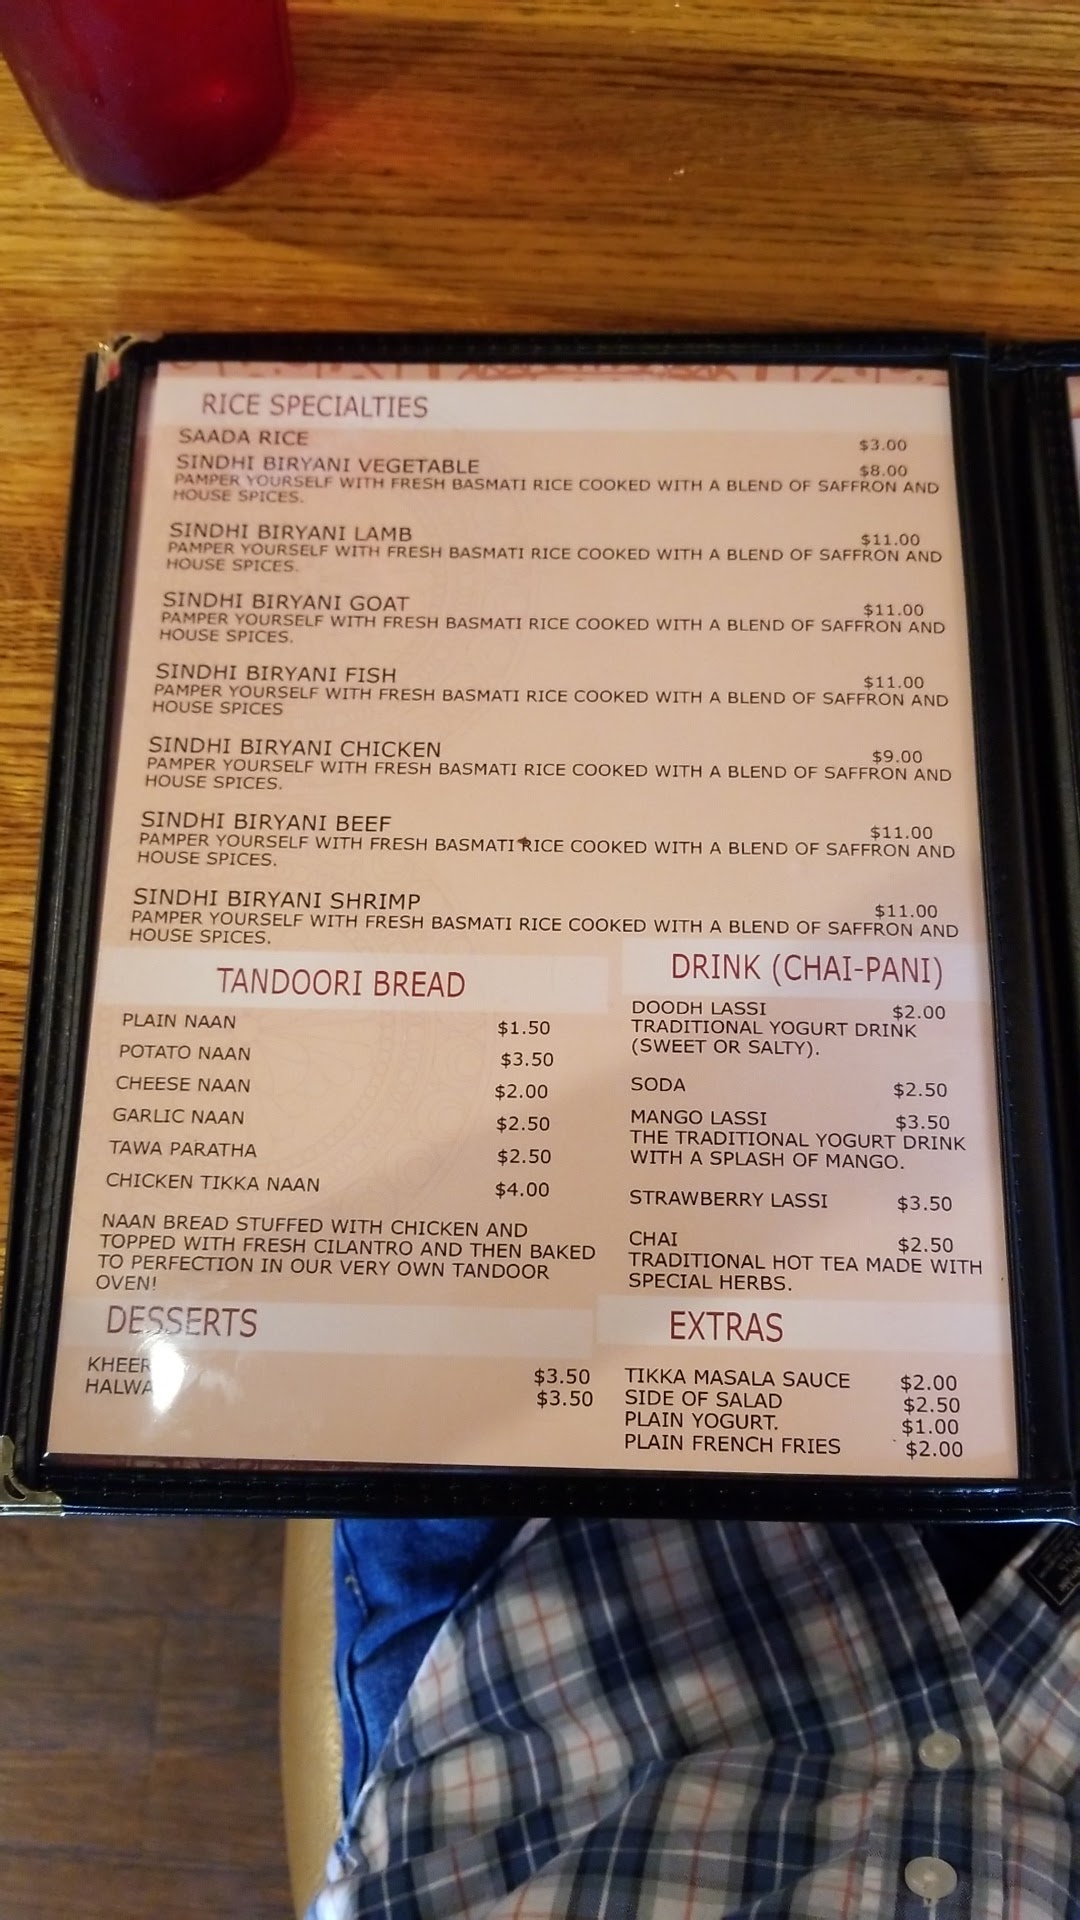 RICE SPECIALTIES
SAADA RICE $3.00
SINDHI BIRYANI VEGETABLE $8.00
PAMPER YOURSELF WITH FRESH BASMATI RICE COOKED WITH A BLEND OF SAFFRON AND
HOUSE SPICES.
SINDHI BIRYANI LAMB $11.00
PAMPER YOURSELF WITH FRESH BASMATI RICE COOKED WITH A BLEND OF SAFFRON AND
HOUSE SPICES.
SINDHI BIRYANI GOAT $11.00
PAMPER YOURSELF WITH FRESH BASMATI RICE COOKED WITH A BLEND OF SAFFRON AND
HOUSE SPICES.
SINDHI BIRYANI FISH $11.00
PAMPER YOURSELF WITH FRESH BASMATI RICE COOKED WITH A BLEND OF SAFFRON AND
HOUSE SPICES
SINDHI BIRYANI CHICKEN $9.00
PAMPER YOURSELF WITH FRESH BASMATI RICE COOKED WITH A BLEND OF SAFFRON AND
HOUSE SPICES.
SINDHI BIRYANI BEEF $11.00
PAMPER YOURSELF WITH FRESH BASMATI RICE COOKED WITH A BLEND OF SAFFRON AND
HOUSE SPICES.
SINDHI BIRYANI SHRIMP $11.00
PAMPER YOURSELF WITH FRESH BASMATI RICE COOKED WITH A BLEND OF SAFFRON AND
HOUSE SPICES.
TANDOORI BREAD
PLAIN NAAN $1.50
POTATO NAAN $3.50
CHEESE NAAN $2.00
GARLIC NAAN $2.50
TAWA PARATHA $2.50
CHICKEN TIKKA NAAN $4.00
NAAN BREAD STUFFED WITH CHICKEN AND
TOPPED WITH FRESH CILANTRO AND THEN BAKED
TO PERFECTION IN OUR VERY OWN TANDOOR
OVEN!
DESSERTS
KHEER $3.50
HALWA $3.50
DRINK (CHAI-PANI)
DOODH LASSI $2.00
TRADITIONAL YOGURT DRINK
(SWEET OR SALTY).
SODA $2.50
MANGO LASSI $3.50
THE TRADITIONAL YOGURT DRINK
WITH A SPLASH OF MANGO.
STRAWBERRY LASSI $3.50
CHAI $2.50
TRADITIONAL HOT TEA MADE WITH
SPECIAL HERBS.
EXTRAS
TIKKA MASALA SAUCE $2.00
SIDE OF SALAD $2.50
PLAIN YOGURT. $1.00
PLAIN FRENCH FRIES $2.00